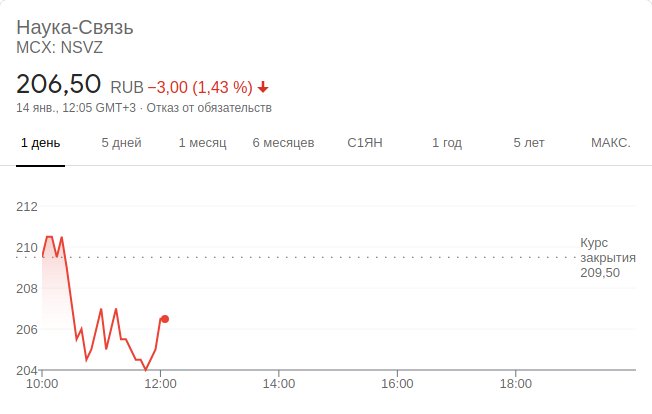 Наука-Связь
MCX: NSVZ
206,50 RUB −3,00 (1,43 %)
14 янв., 12:05 GMT+3 · Отказ от обязательств
1 день 5 дней 1 месяц 6 месяцев С1ЯН 1 год 5 лет МАКС.
212
210
208
206
204
Курс
закрытия
209,50
10:00 12:00 14:00 16:00 18:00